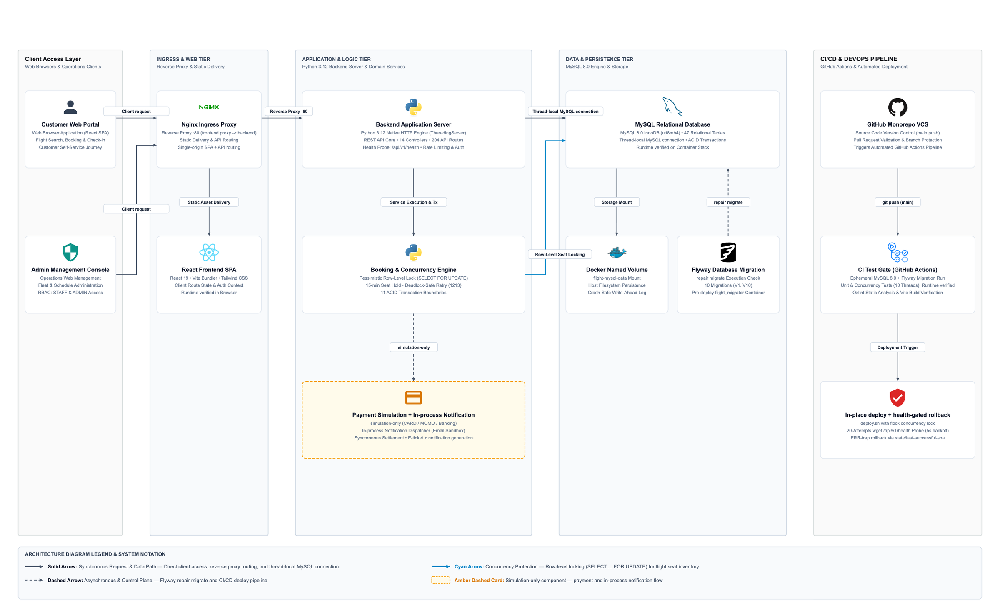 Client Access Layer
Web Browsers & Operations Clients
Customer Web Portal
Web Browser Application (React SPA)
Flight Search, Booking & Check-in
Customer Self-Service Journey
Client request
Client request
Admin Management Console
Operations Web Management
Fleet & Schedule Administration
RBAC: STAFF & ADMIN Access
INGRESS & WEB TIER
Reverse Proxy & Static Delivery
NGINX
Nginx Ingress Proxy
Reverse Proxy :80 (frontend proxy -> backend)
Static Delivery & API Routing
Single-origin SPA + API routing
Reverse Proxy :80
Static Asset Delivery
React Frontend SPA
React 19 • Vite Bundler • Tailwind CSS
Client Route State & Auth Context
Runtime verified in Browser
APPLICATION & LOGIC TIER
Python 3.12 Backend Server & Domain Services
Backend Application Server
Python 3.12 Native HTTP Engine (ThreadingServer)
REST API Core • 14 Controllers • 204 API Routes
Health Probe: /api/v1/health • Rate Limiting & Auth
Thread-local MySQL connection
Service Execution & Tx
Booking & Concurrency Engine
Pessimistic Row-Level Lock (SELECT FOR UPDATE)
15-min Seat Hold • Deadlock-Safe Retry (1213)
11 ACID Transaction Boundaries
Row-Level Seat Locking
simulation-only
Payment Simulation + In-process Notification
simulation-only (CARD / MOMO / Banking)
In-process Notification Dispatcher (Email Sandbox)
Synchronous Settlement • E-ticket + notification generation
DATA & PERSISTENCE TIER
MySQL 8.0 Engine & Storage
MySQL Relational Database
MySQL 8.0 InnoDB (utf8mb4) • 47 Relational Tables
Thread-local MySQL connection • ACID Transactions
Runtime verified on Container Stack
Storage Mount
repair migrate
Docker Named Volume
flight-mysql-data Mount
Host Filesystem Persistence
Crash-Safe Write-Ahead Log
Flyway Database Migration
repair migrate Execution Check
10 Migrations (V1..V10)
Pre-deploy flight_migrator Container
CI/CD & DEVOPS PIPELINE
GitHub Actions & Automated Deployment
GitHub Monorepo VCS
Source Code Version Control (main push)
Pull Request Validation & Branch Protection
Triggers Automated GitHub Actions Pipeline
git push (main)
CI Test Gate (GitHub Actions)
Ephemeral MySQL 8.0 + Flyway Migration Run
Unit & Concurrency Tests (10 Threads): Runtime verified
Oxlint Static Analysis & Vite Build Verification
Deployment Trigger
In-place deploy + health-gated rollback
deploy.sh with flock concurrency lock
20-Attempts wget /api/v1/health Probe (5s backoff)
ERR-trap rollback via state/last-successful-sha
ARCHITECTURE DIAGRAM LEGEND & SYSTEM NOTATION
Solid Arrow: Synchronous Request & Data Path — Direct client access, reverse proxy routing, and thread-local MySQL connection
Dashed Arrow: Asynchronous & Control Plane — Flyway repair migrate and CI/CD deploy pipeline
Cyan Arrow: Concurrency Protection — Row-level locking (SELECT ... FOR UPDATE) for flight seat inventory
Amber Dashed Card: Simulation-only component — payment and in-process notification flow